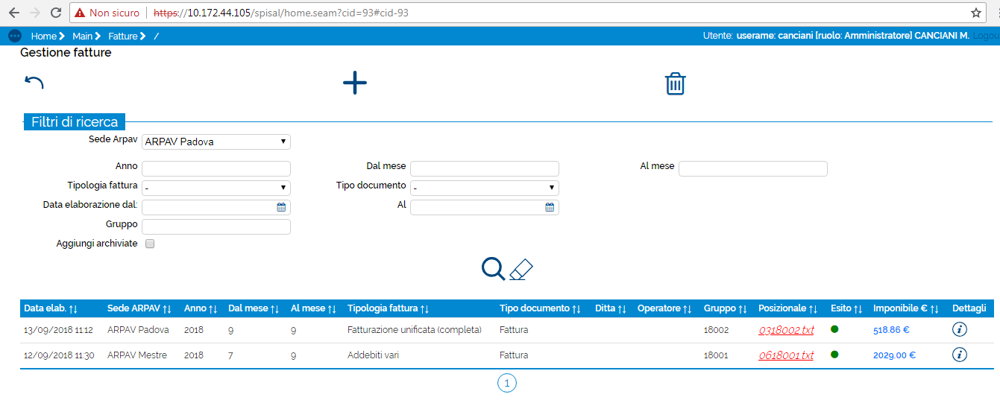 Non sicuro https://10.172.44.105/spisal/home.seam?cid=93#cid-93
Home Main Fatture / Utente: userame: canciani [ruolo: Amministratore] CANCIANI M. Logou
Gestione fatture
Filtri di ricerca
Sede Arpav ARPAV Padova
Anno Dal mese Al mese
Tipologia fattura - Tipo documento -
Data elaborazione dal: Al
Gruppo
Aggiungi archiviate
Data elab. Sede ARPAV Anno Dal mese Al mese Tipologia fattura Tipo documento Ditta Operatore Gruppo Posizionale Esito Imponibile € Dettagli
13/09/2018 11:12 ARPAV Padova 2018 9 9 Fatturazione unificata (completa) Fattura 18002 0318002.txt 518.86 €
12/09/2018 11:30 ARPAV Mestre 2018 7 9 Addebiti vari Fattura 18001 0618001.txt 2029.00 €
1